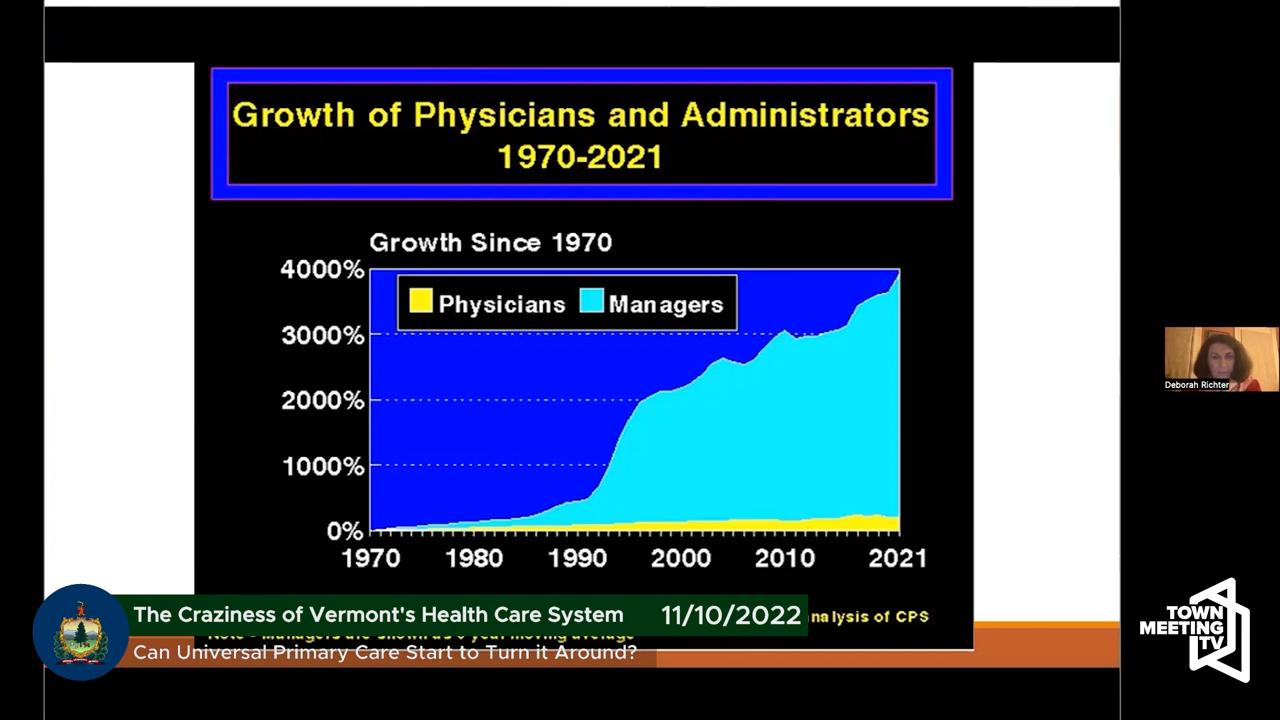 Growth of Physicians and Administrators
1970-2021
Growth Since 1970
4000%
Physicians Managers
3000%
2000%
1000%
0%
1970 1980 1990 2000 2010 2021
Deborah Richter
The Craziness of Vermont's Health Care System 11/10/2022
nalysis of CPS
Can Universal Primary Care Start to Turn it Around?
TOWN
MEETING
TV